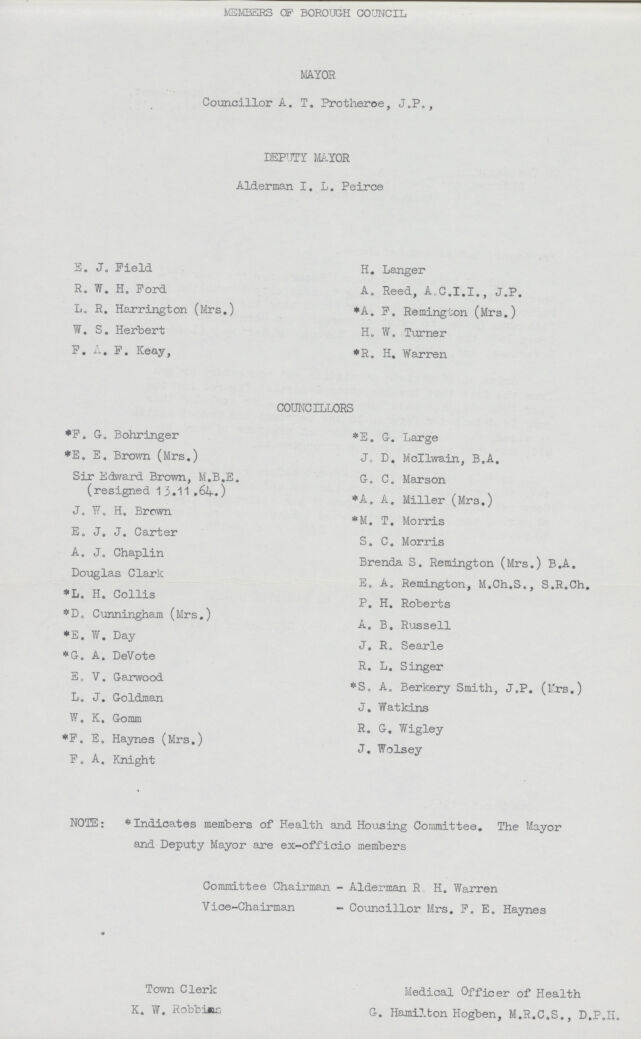 MEMBERS OF BOROUGH COUNCIL
MAYOR
Councillor A. T. Protheroe, J.P.,
DEPUTY MAYOR
Alderman I. L. Peirce
E. J. Field
R. W. H. Ford
L. R. Harrington (Mrs.)
W. S. Herbert
F. A. F. Keay,
H. Langer
A. Reed, A.C.I.I., J.P.
*A. F. Remington (Mrs.)
H. W. Turner
*R. H. Warren
COUNCILLORS
*F. G. Bohringer
*E. E. Brown (Mrs.)
Sir Edward Brown, M.B.E.
(resigned 13.11.64.)
J. W. H. Brown
E. J. J. Carter
A. J. Chaplin
Douglas Clark
*L. H. Collis
*D. Cunningham (Mrs.)
*E. W. Day
*G. A. DeVote
E. V. Garwood
L. J. Goldman
W. K. Gomm
*F. E. Haynes (Mrs.)
F. A. Knight
*E. G. Large
J. D. McIlwain, B.A.
G. C. Marson
*A. A. Miller (Mrs.)
*M. T. Morris
S. C. Morris
Brenda S. Remington (Mrs.) B.A.
E. A. Remington, M.Ch.S., S.R.Ch.
P. H. Roberts
A. B. Russell
J. R. Searle
R. L. Singer
*S. A. Berkery Smith, J.P. (Mrs.)
J. Watkins
R. G. Wigley
J. Wolsey
NOTE: *Indicates members of Health and Housing Committee. The Mayor
and Deputy Mayor are ex-officio members
Committee Chairman - Alderman R. H. Warren
Vice-Chairman - Councillor Mrs. F. E. Haynes
Town Clerk
K. W. Robbins
Medical Officer of Health
G. Hamilton Hogben, M.R.C.S., D.P.H.